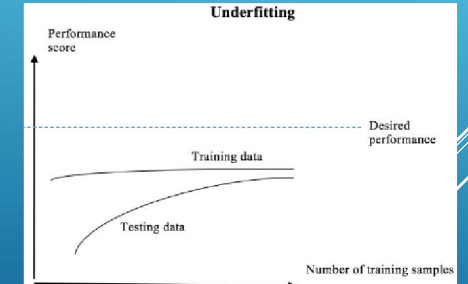 Underfitting
Performance
score
Desired
performance
Training data
Testing data
Number of training samples